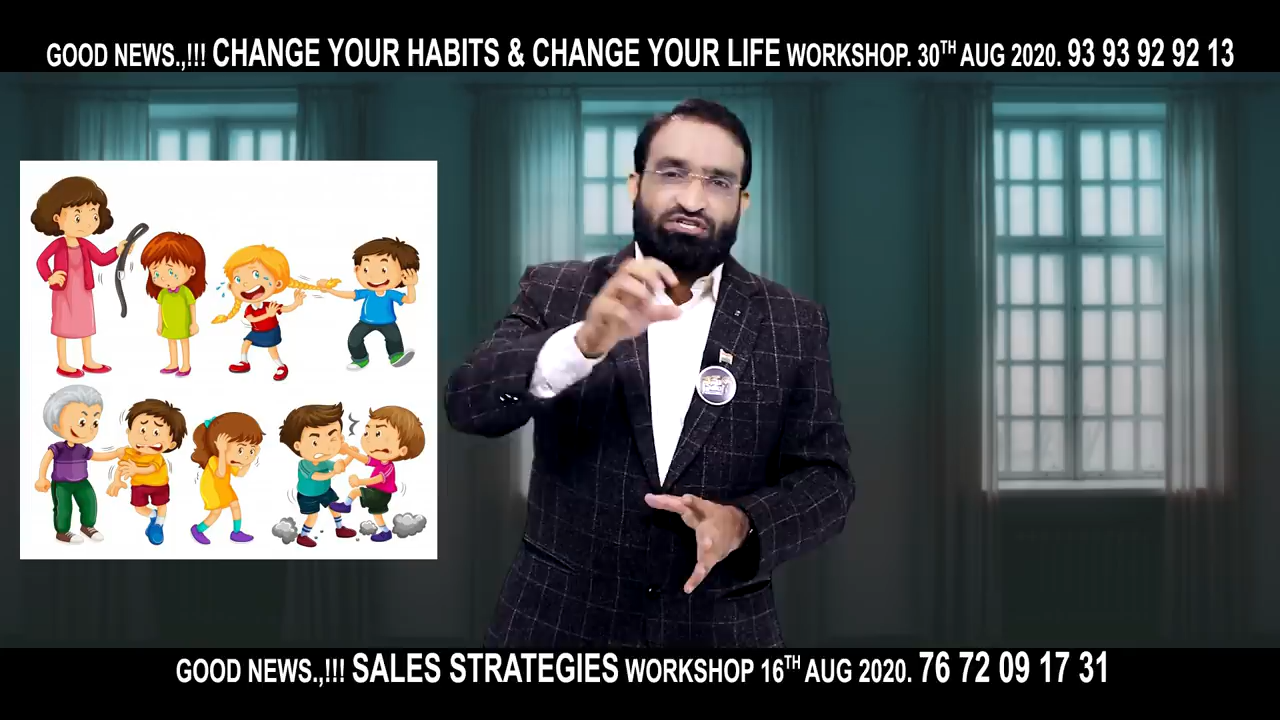 GOOD NEWS.,!!! CHANGE YOUR HABITS & CHANGE YOUR LIFE WORKSHOP. 30TH AUG 2020. 93 93 92 92 13
GOOD NEWS.,!!! SALES STRATEGIES WORKSHOP 16TH AUG 2020. 76 72 09 17 31